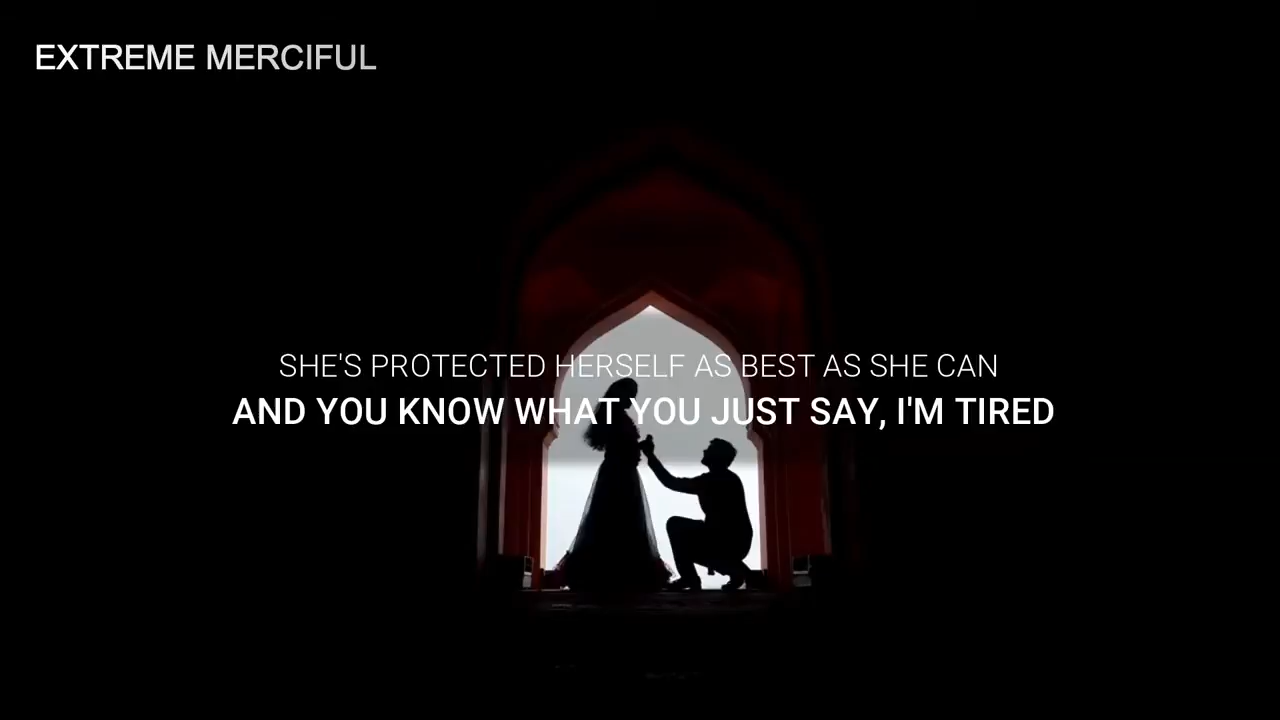 EXTREME MERCIFUL
SHE'S PROTECTED HERSELF AS BEST AS SHE CAN
AND YOU KNOW WHAT YOU JUST SAY, I'M TIRED